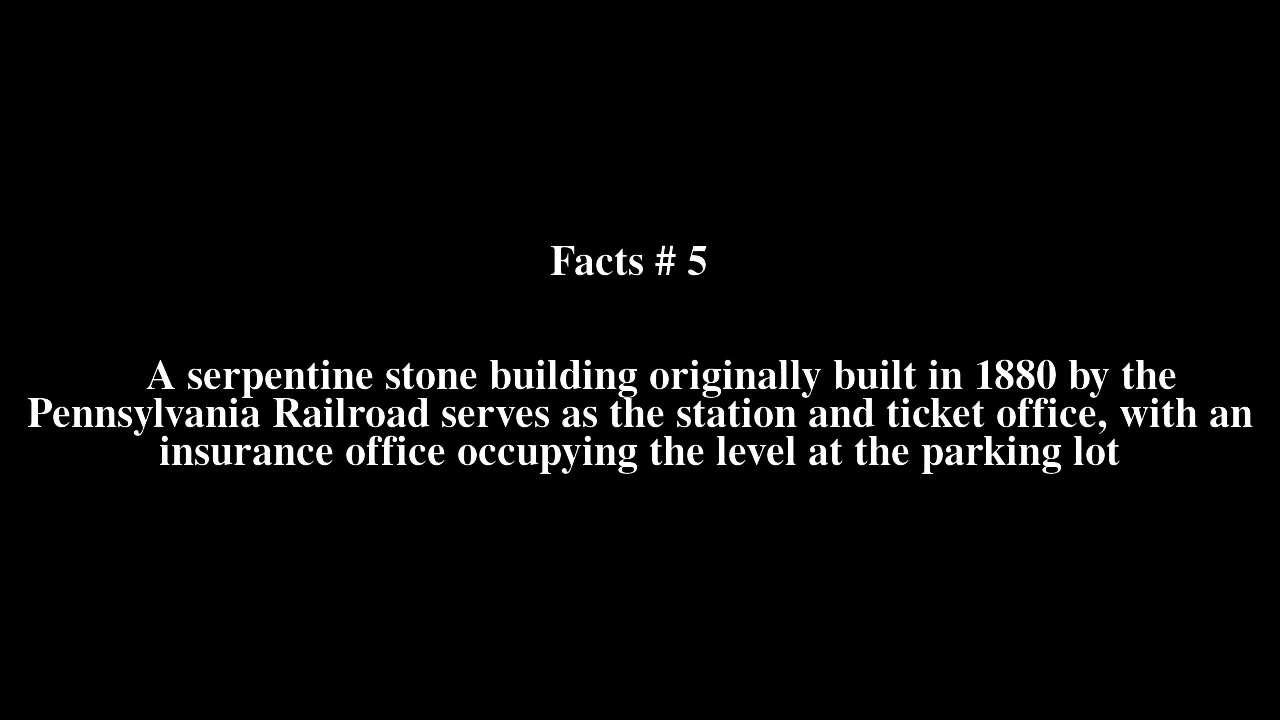 Facts # 5
A serpentine stone building originally built in 1880 by the
Pennsylvania Railroad serves as the station and ticket office, with an
insurance office occupying the level at the parking lot